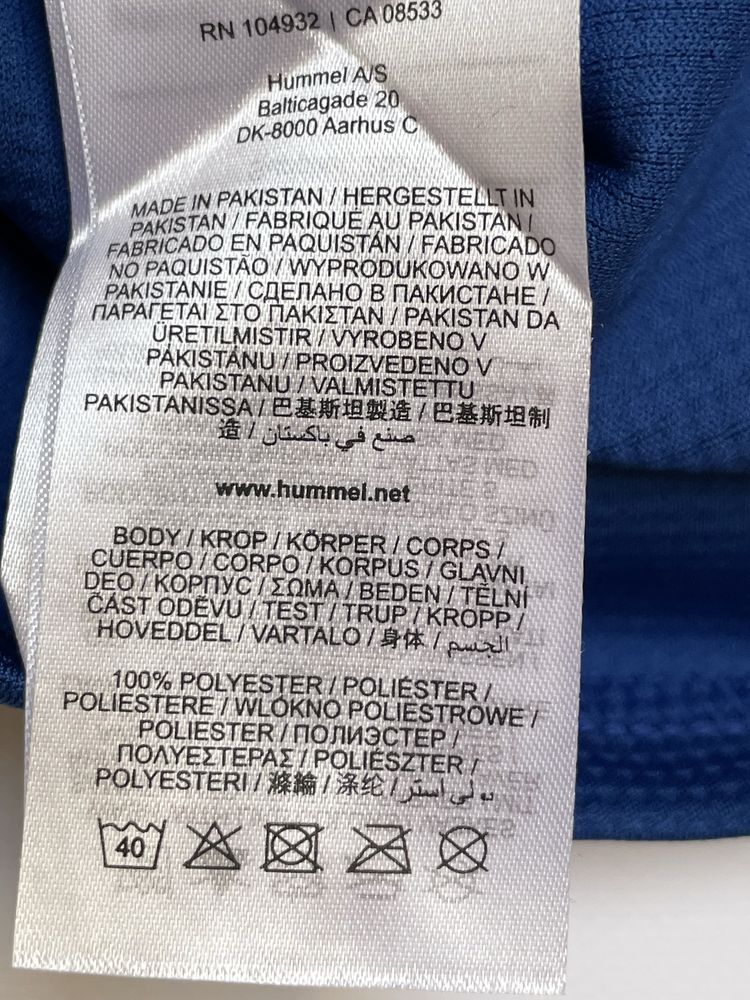 RN 104932 | CA 08533
Hummel A/S
Balticagade 20
DK-8000 Aarhus C
MADE IN PAKISTAN / HERGESTELLT IN
PAKISTAN / FABRIQUÉ AU PAKISTAN /
FABRICADO EN PAQUISTÁN / FABRICADO
NO PAQUISTÃO / WYPRODUKOWANO W
PAKISTANIE / СДЕЛАНО В ПАКИСТАНЕ /
ΠΑΡΑΓΕΤΑΙ ΣΤΟ ΠΑΚΙΣΤΑΝ / PAKISTAN DA
ÜRETILMISTIR / VYROBENO V
PÁKISTÁNU / PROIZVEDENO V
PAKISTANU / VALMISTETTU
PAKISTANISSA / 巴基斯坦製造 / 巴基斯坦制
造 / صنع في باكستان
www.hummel.net
BODY / KROP / KÖRPER / CORPS /
CUERPO / CORPO / KORPUS / GLAVNI
DEO / КОРПУС / ΣΩΜΑ / BEDEN / TĚLNÍ
ČÁST ODĚVU / TEST / TRUP / KROPP /
HOVEDDEL / VARTALO / 身体 / الجسم
100% POLYESTER / POLIÉSTER /
POLIESTERE / WLÓKNO POLIESTROWE /
POLIESTER / ПОЛИЭСТЕР /
ΠΟΛΥΕΣΤΕΡΑΣ / POLIÉSZTER /
POLYESTERI / 滌綸 / 涤纶 / بولي استر
40